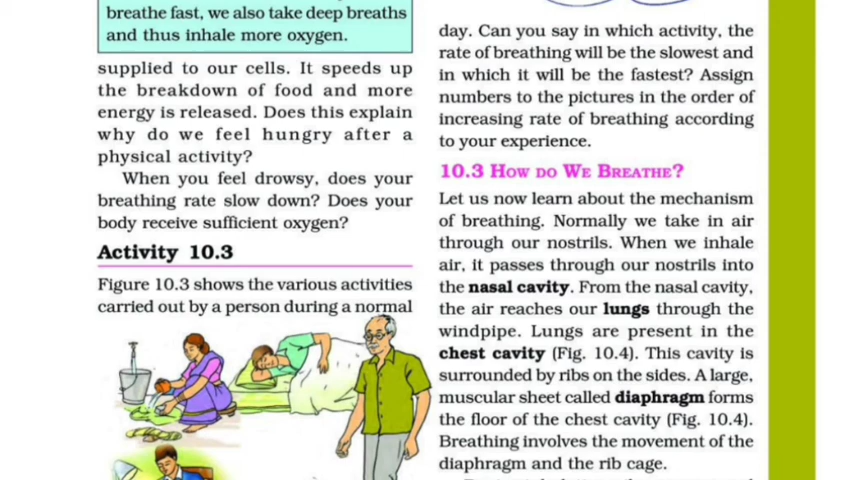 breathe fast, we also take deep breaths
and thus inhale more oxygen.
supplied to our cells. It speeds up
the breakdown of food and more
energy is released. Does this explain
why do we feel hungry after a
physical activity?
When you feel drowsy, does your
breathing rate slow down? Does your
body receive sufficient oxygen?
Activity 10.3
Figure 10.3 shows the various activities
carried out by a person during a normal
day. Can you say in which activity, the
rate of breathing will be the slowest and
in which it will be the fastest? Assign
numbers to the pictures in the order of
increasing rate of breathing according
to your experience.
10.3 HOW DO WE BREATHE?
Let us now learn about the mechanism
of breathing. Normally we take in air
through our nostrils. When we inhale
air, it passes through our nostrils into
the nasal cavity. From the nasal cavity,
the air reaches our lungs through the
windpipe. Lungs are present in the
chest cavity (Fig. 10.4). This cavity is
surrounded by ribs on the sides. A large,
muscular sheet called diaphragm forms
the floor of the chest cavity (Fig. 10.4).
Breathing involves the movement of the
diaphragm and the rib cage.